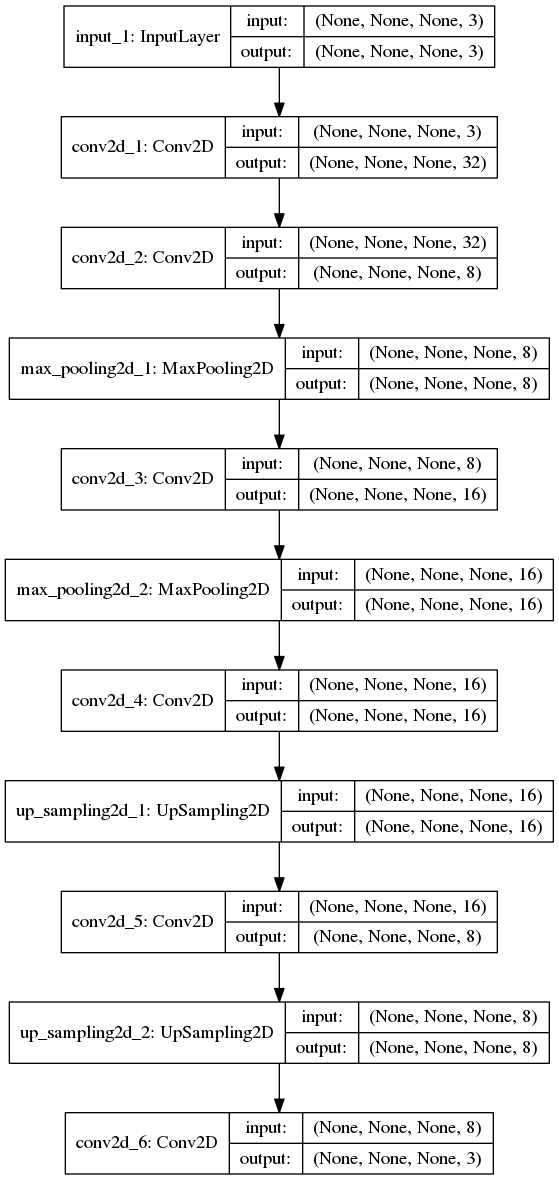 input_1: InputLayer
input: (None, None, None, 3)
output: (None, None, None, 3)
conv2d_1: Conv2D
input: (None, None, None, 3)
output: (None, None, None, 32)
conv2d_2: Conv2D
input: (None, None, None, 32)
output: (None, None, None, 8)
max_pooling2d_1: MaxPooling2D
input: (None, None, None, 8)
output: (None, None, None, 8)
conv2d_3: Conv2D
input: (None, None, None, 8)
output: (None, None, None, 16)
max_pooling2d_2: MaxPooling2D
input: (None, None, None, 16)
output: (None, None, None, 16)
conv2d_4: Conv2D
input: (None, None, None, 16)
output: (None, None, None, 16)
up_sampling2d_1: UpSampling2D
input: (None, None, None, 16)
output: (None, None, None, 16)
conv2d_5: Conv2D
input: (None, None, None, 16)
output: (None, None, None, 8)
up_sampling2d_2: UpSampling2D
input: (None, None, None, 8)
output: (None, None, None, 8)
conv2d_6: Conv2D
input: (None, None, None, 8)
output: (None, None, None, 3)